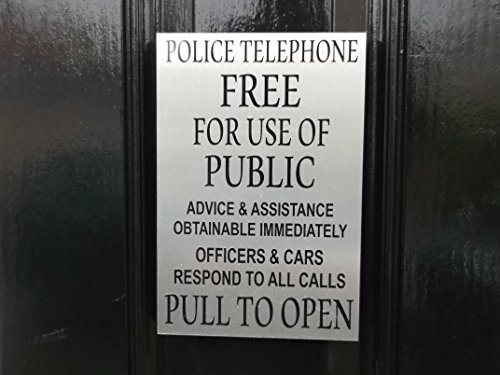 POLICE TELEPHONE
FREE
FOR USE OF
PUBLIC
ADVICE & ASSISTANCE
OBTAINABLE IMMEDIATELY
OFFICERS & CARS
RESPOND TO ALL CALLS
PULL TO OPEN